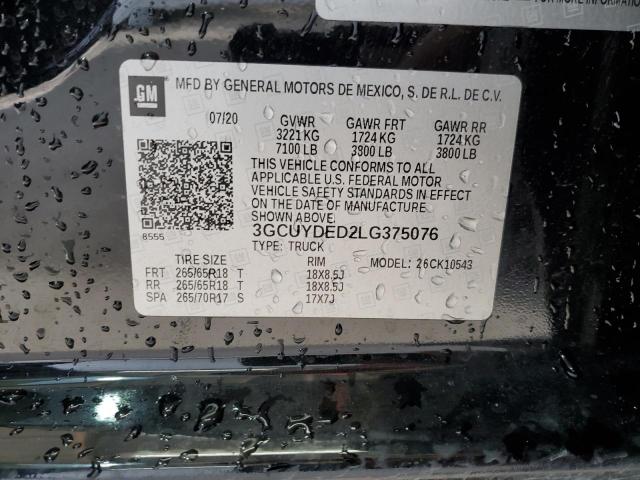 FOR MORE INFORMATION
GM
MFD BY GENERAL MOTORS DE MEXICO, S. DE R.L. DE C.V.
07/20 GVWR GAWR FRT GAWR RR
3221 KG 1724 KG 1724 KG
7100 LB 3900 LB 3800 LB
THIS VEHICLE CONFORMS TO ALL
APPLICABLE U.S. FEDERAL MOTOR
VEHICLE SAFETY STANDARDS IN EFFECT
ON THE DATE OF MANUFACTURE
SHOWN ABOVE.
8555 3GCUYDED2LG375076
TYPE: TRUCK MODEL: 26CK10543
TIRE SIZE RIM
FRT 265/65R18 T 18X8.5J
RR 265/65R18 T 18X8.5J
SPA 265/70R17 S 17X7J